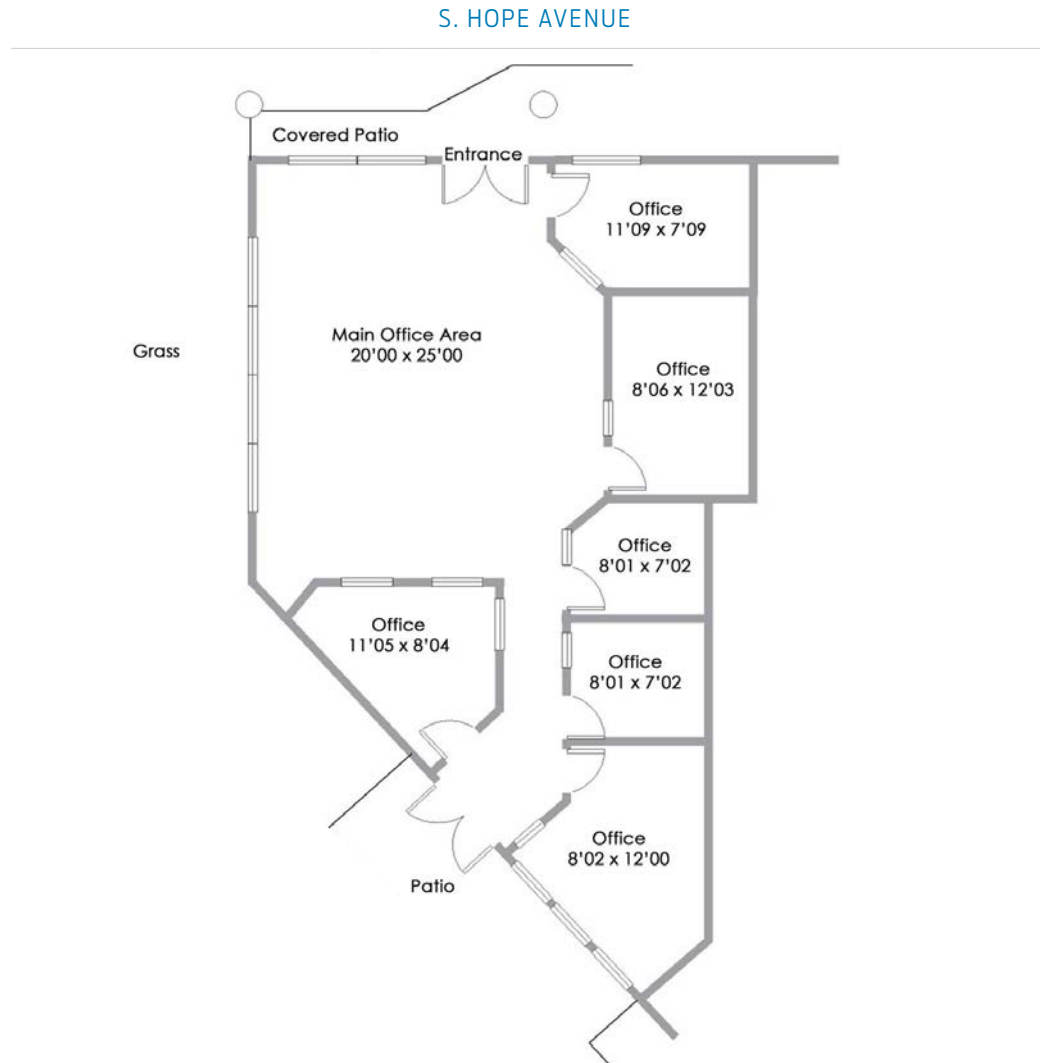 S. HOPE AVENUE
Covered Patio
Entrance
Office
11’09 x 7’09
Main Office Area
20’00 x 25’00
Grass
Office
8’06 x 12’03
Office
8’01 x 7’02
Office
11’05 x 8’04
Office
8’01 x 7’02
Office
8’02 x 12’00
Patio